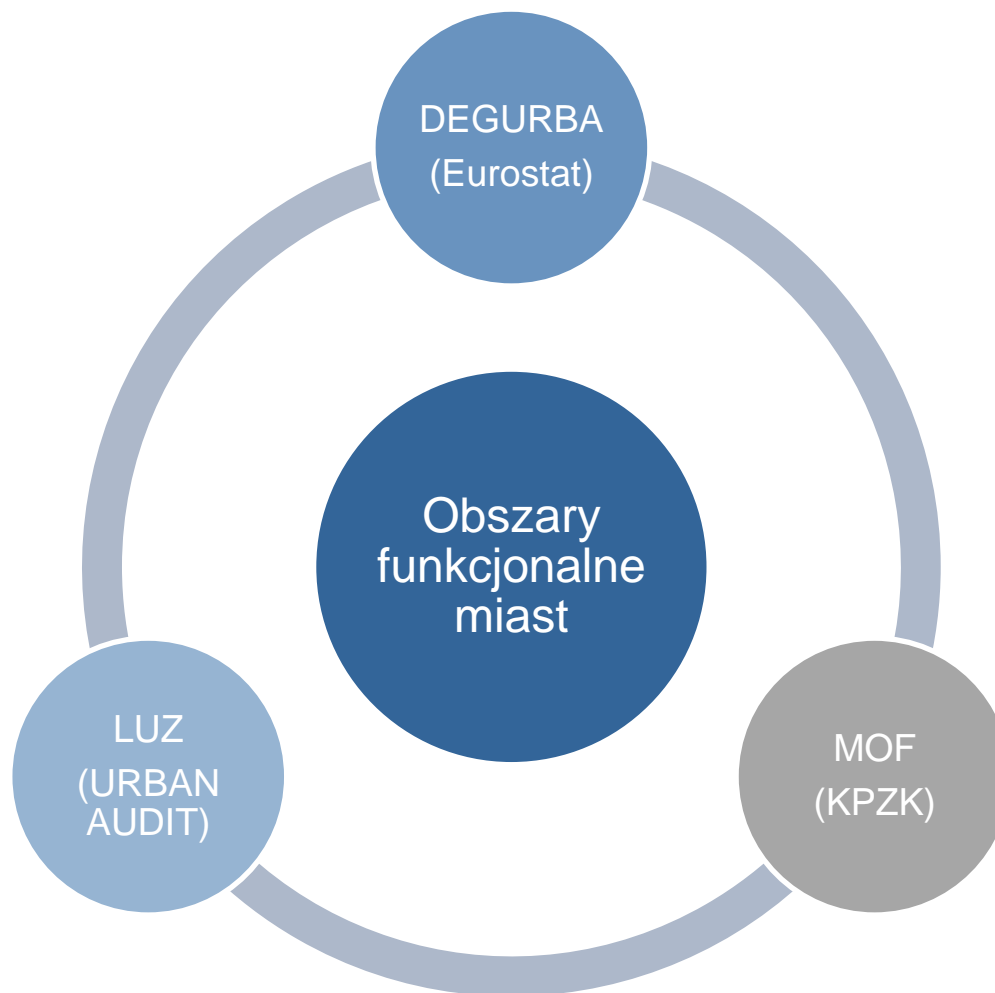 DEGURBA
(Eurostat)
Obszary
funkcjonalne
miast
LUZ
(URBAN
AUDIT)
MOF
(KPZK)